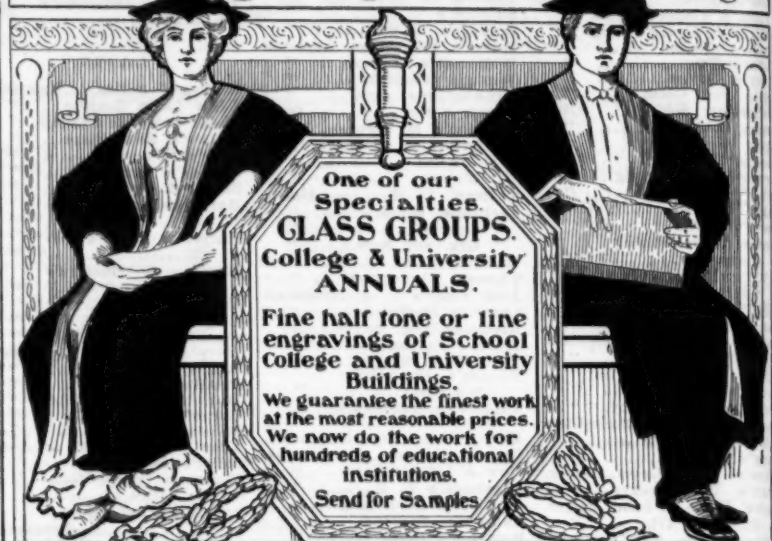 One of our
Specialties.
CLASS GROUPS.
College & University
ANNUALS.
Fine half tone or line
engravings of School
College and University
Buildings.
We guarantee the finest work
at the most reasonable prices.
We now do the work for
hundreds of educational
institutions.
Send for Samples